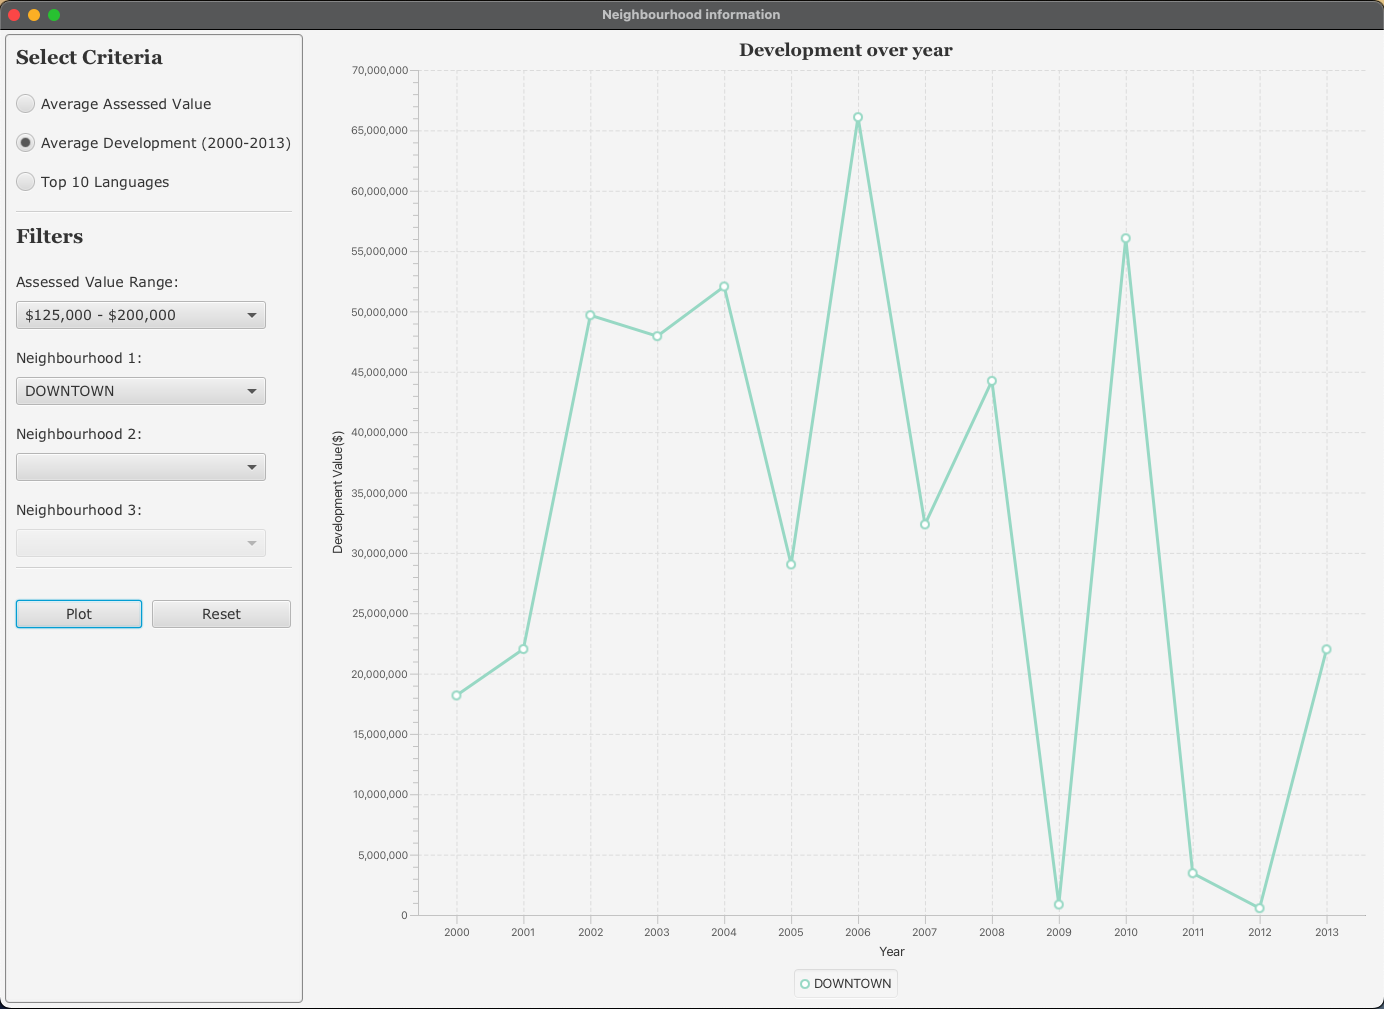 Neighbourhood information
Select Criteria
Average Assessed Value
Average Development (2000-2013)
Top 10 Languages
Filters
Assessed Value Range:
$125,000 - $200,000
Neighbourhood 1:
DOWNTOWN
Neighbourhood 2:
Neighbourhood 3:
Plot Reset
Development over year
70,000,000
65,000,000
60,000,000
55,000,000
50,000,000
45,000,000
40,000,000
35,000,000
30,000,000
25,000,000
20,000,000
15,000,000
10,000,000
5,000,000
0
Development Value($)
2000 2001 2002 2003 2004 2005 2006 2007 2008 2009 2010 2011 2012 2013
Year
DOWNTOWN